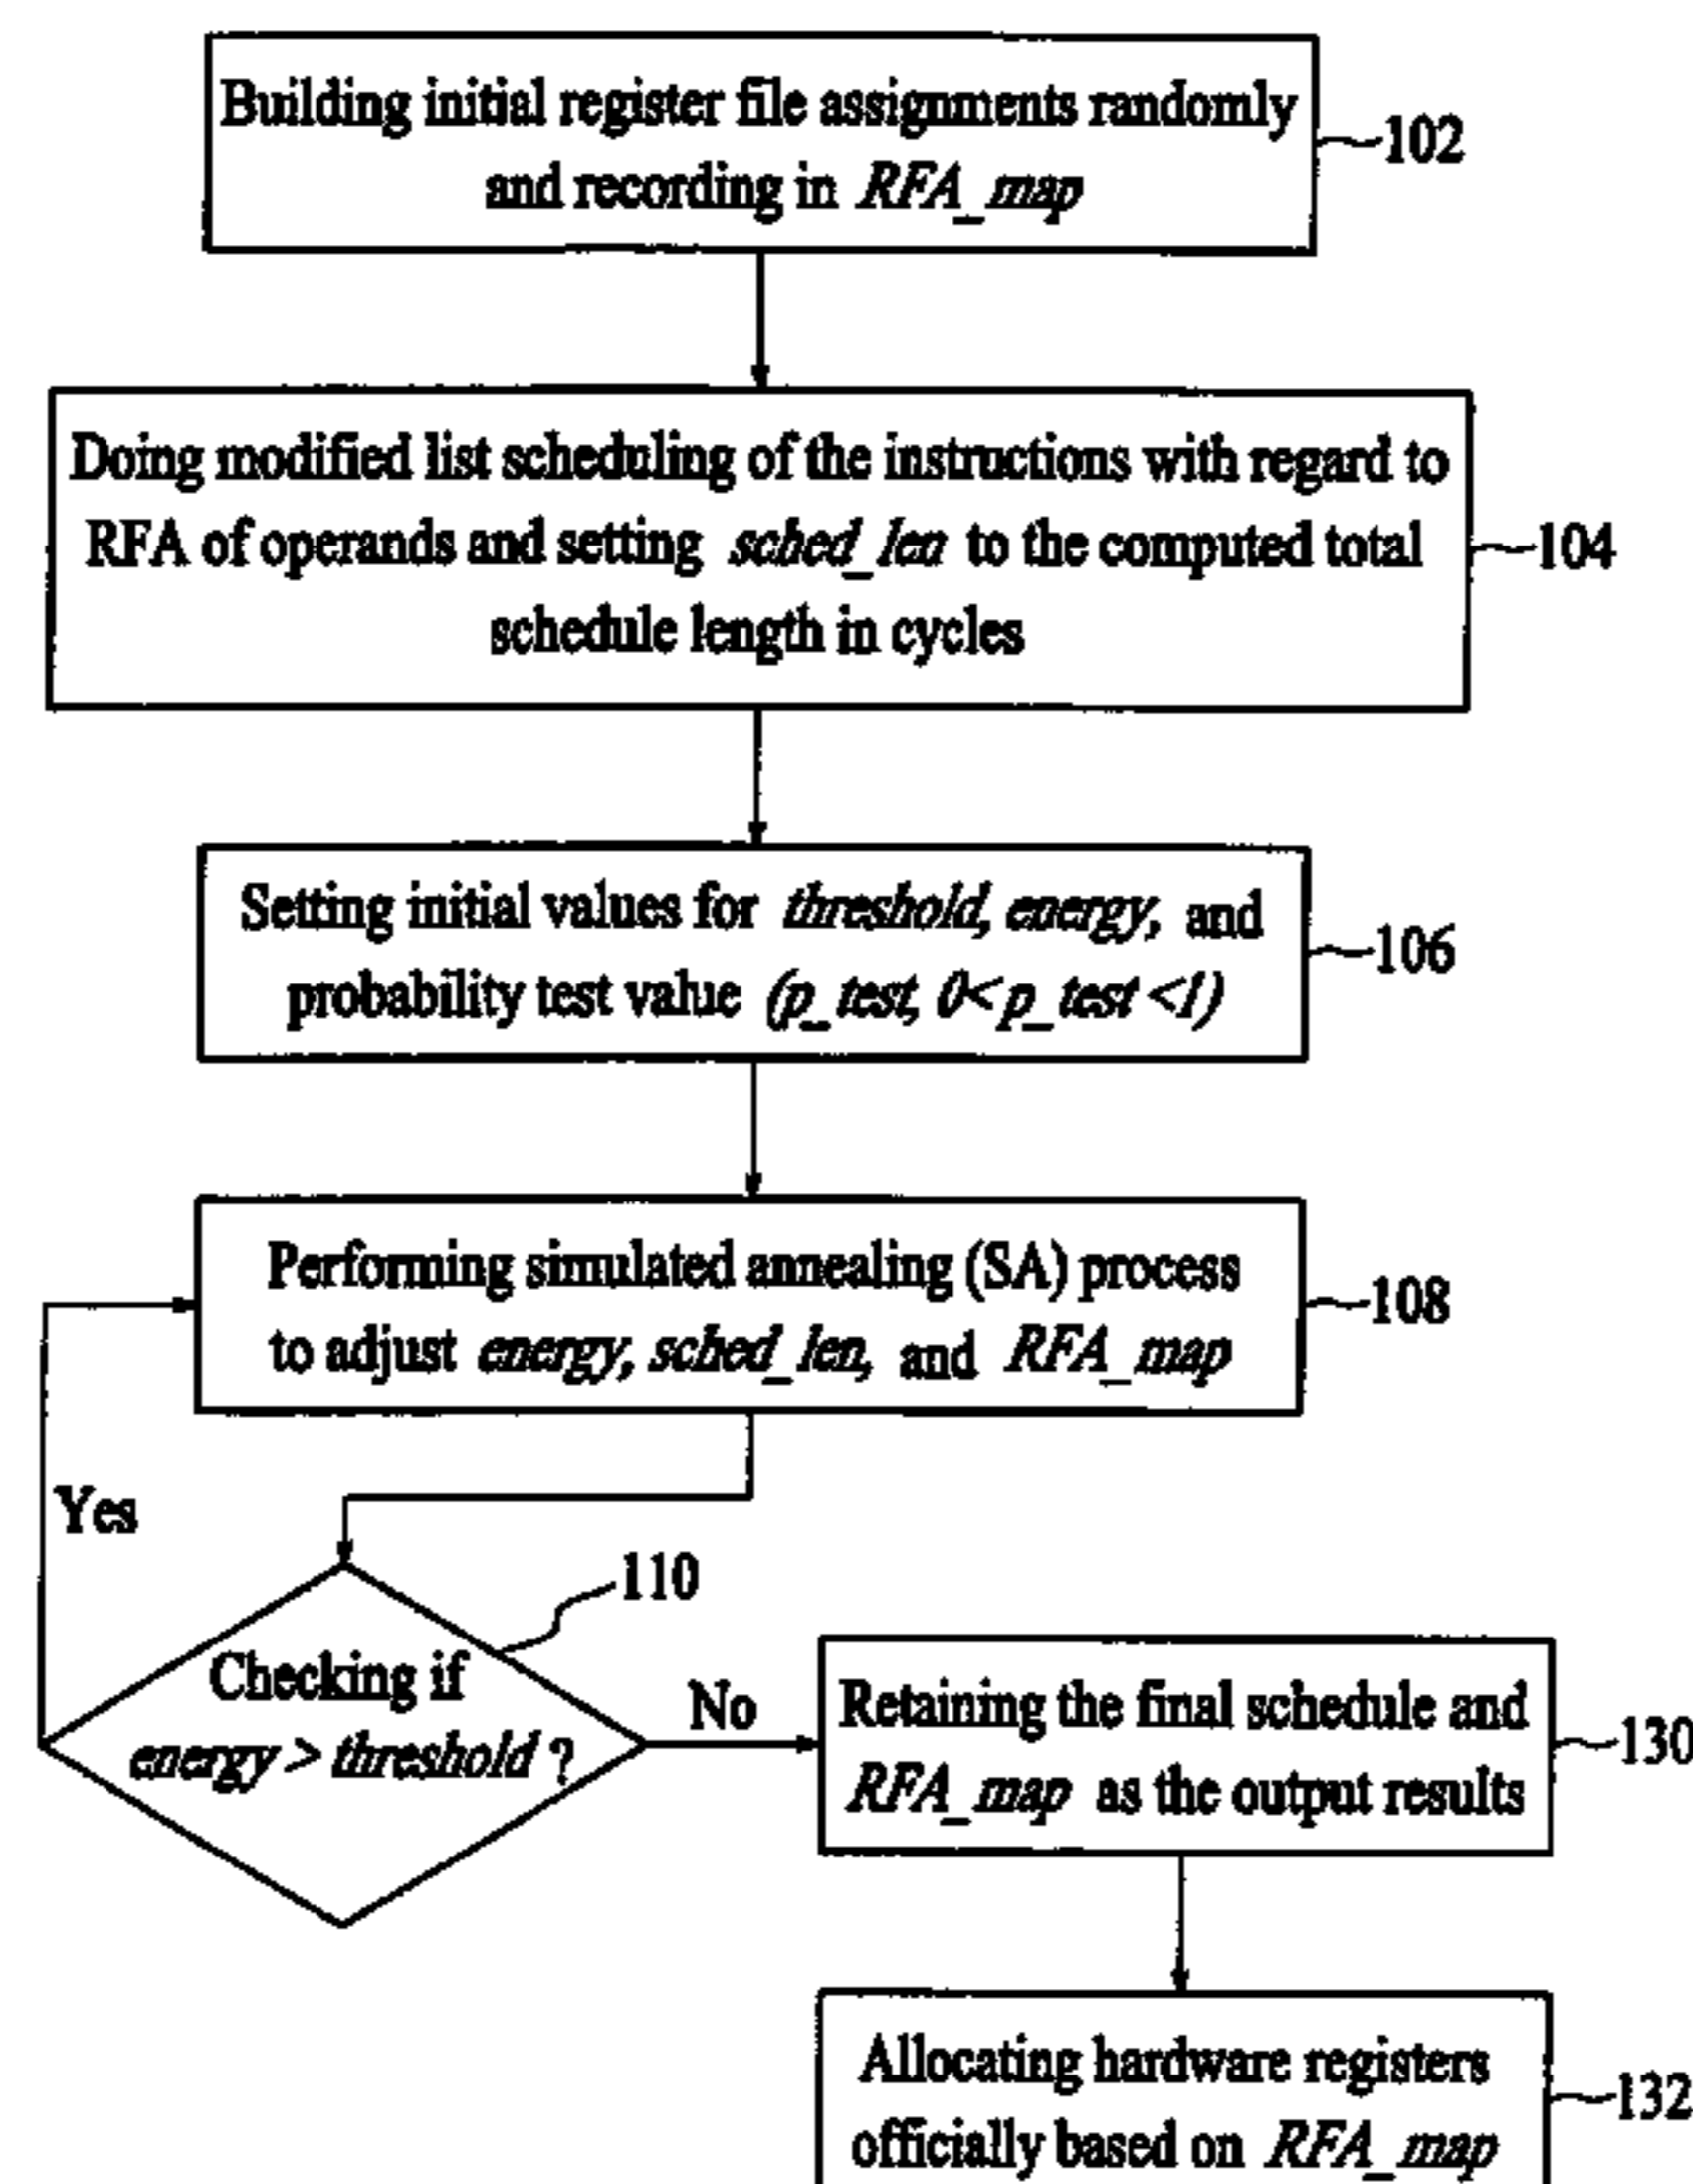 Building initial register file assignments randomly
and recording in RFA_map
102
Doing modified list scheduling of the instructions with regard to
RFA of operands and setting sched_len to the computed total
schedule length in cycles
104
Setting initial values for threshold, energy, and
probability test value (p_test, 0<p_test<1)
106
Performing simulated annealing (SA) process
to adjust energy, sched_len, and RFA_map
108
Yes
110
Checking if
energy > threshold ?
No
Retaining the final schedule and
RFA_map as the output results
130
Allocating hardware registers
officially based on RFA_map
132